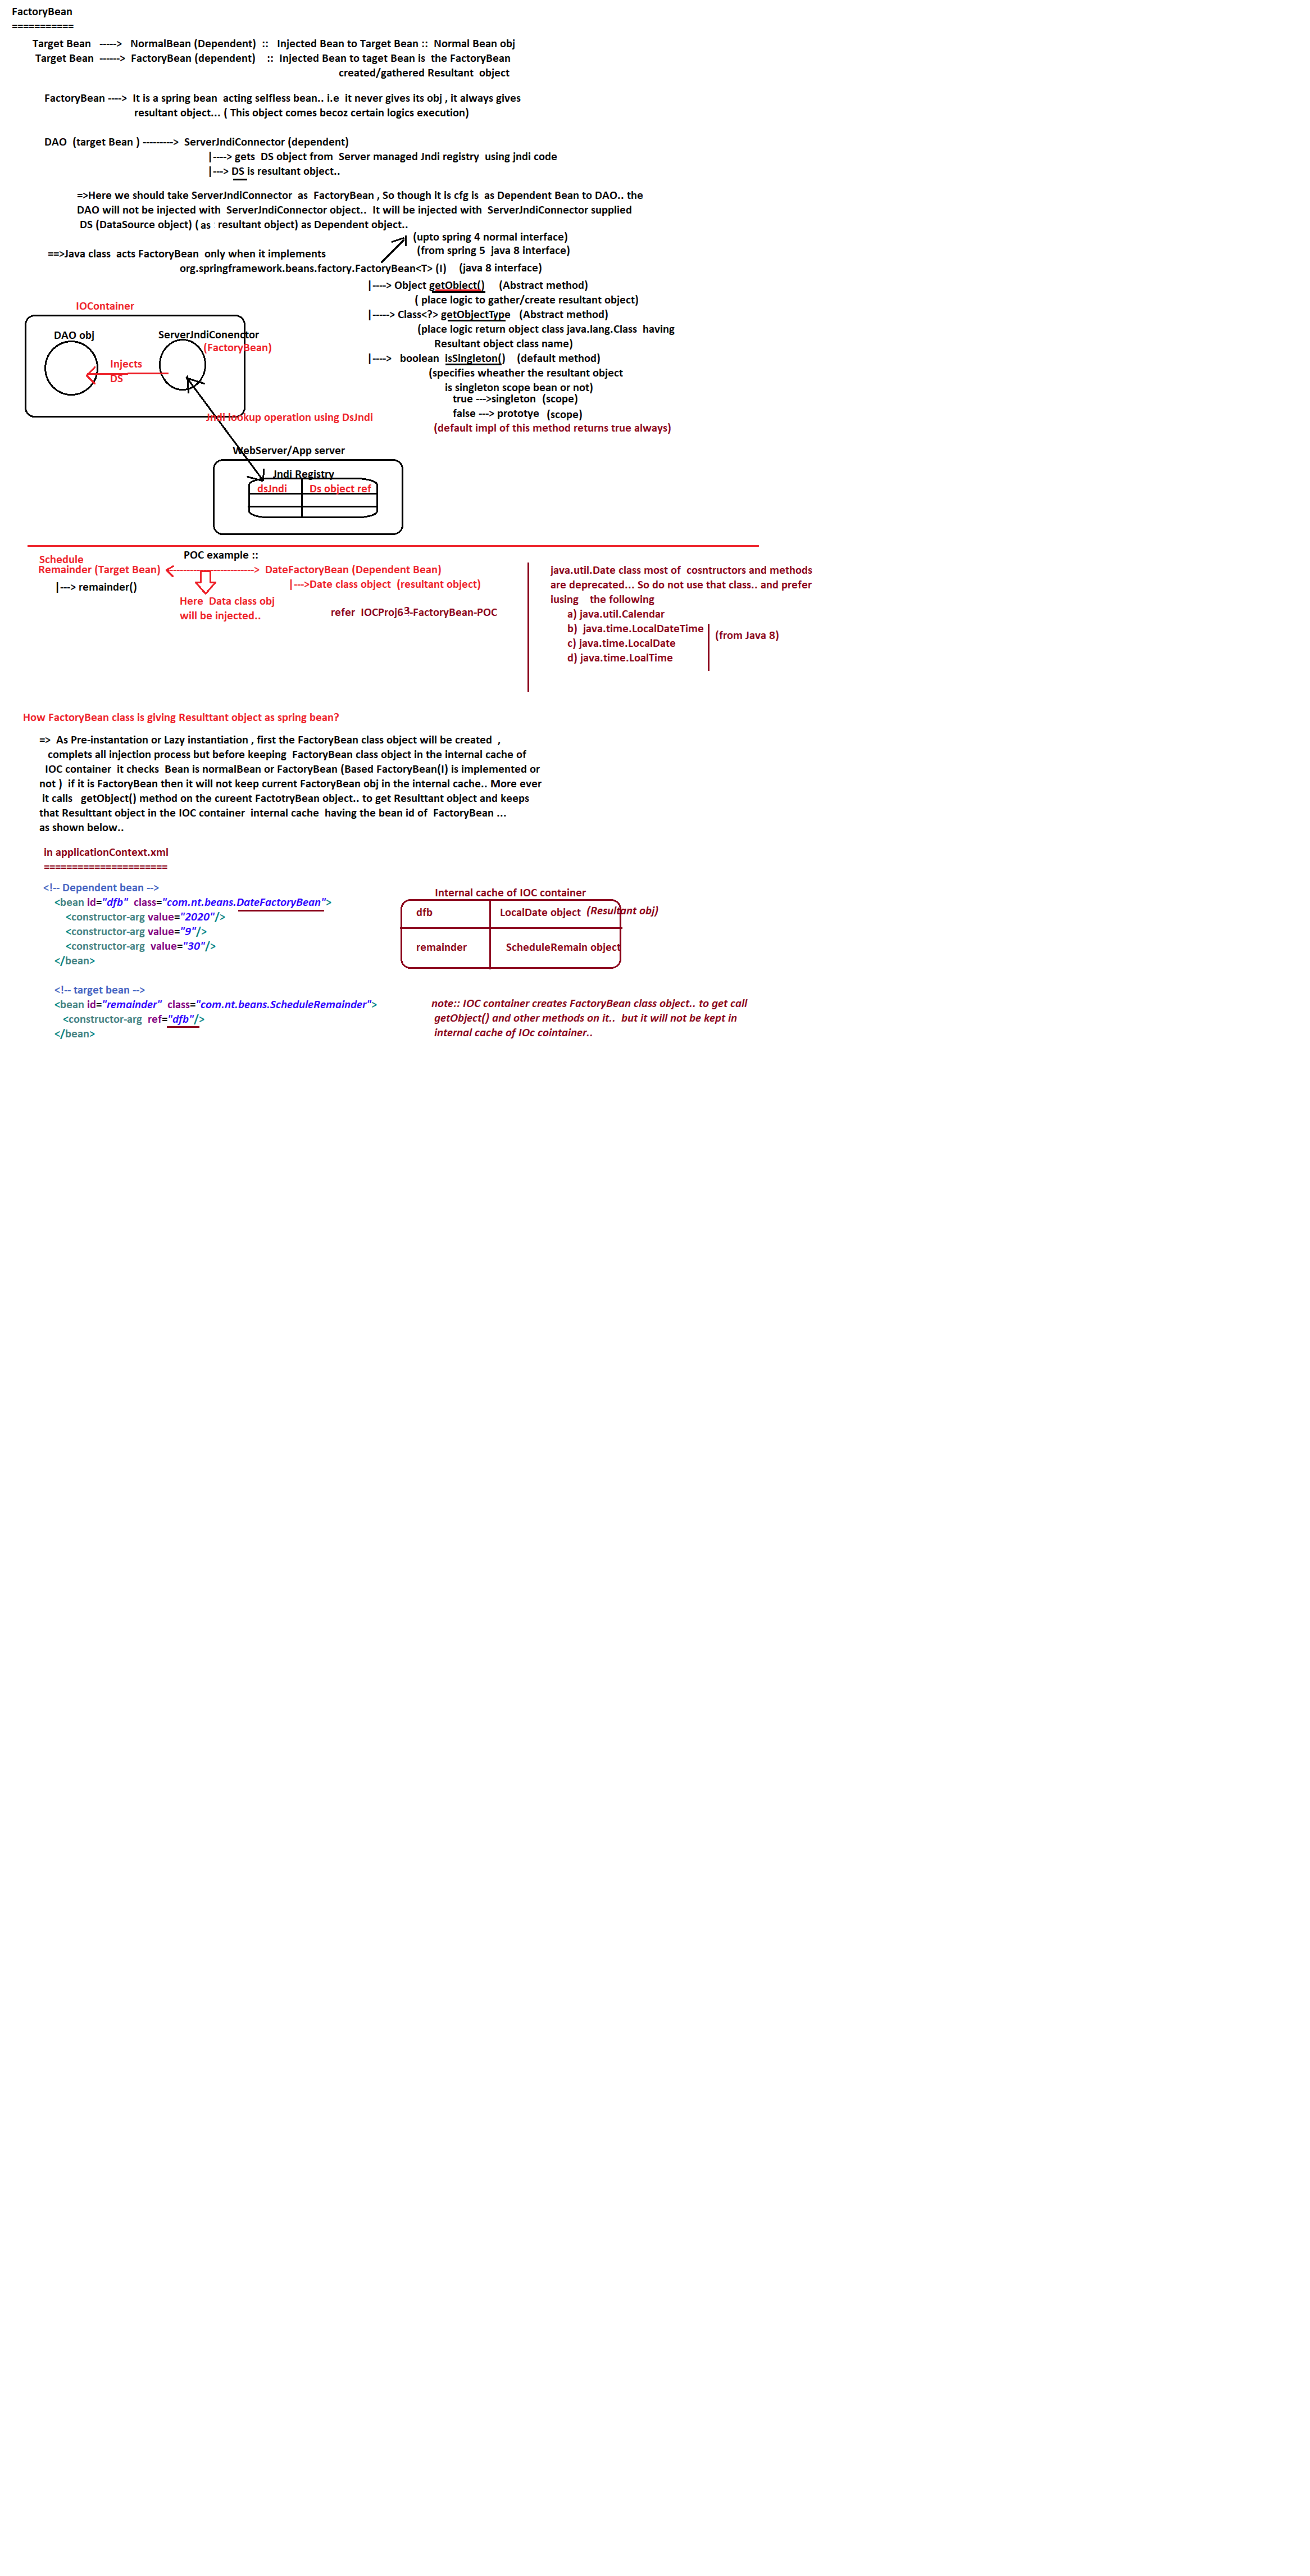 FactoryBean
===========
Target Bean -----> NormalBean (Dependent) :: Injected Bean to Target Bean :: Normal Bean obj
Target Bean ------> FactoryBean (dependent) :: Injected Bean to taget Bean is the FactoryBean
created/gathered Resultant object
FactoryBean ----> It is a spring bean acting selfless bean.. i.e it never gives its obj , it always gives
resultant object... ( This object comes becoz certain logics execution)
DAO (target Bean ) ---------> ServerJndiConnector (dependent)
|----> gets DS object from Server managed Jndi registry using jndi code
|---> DS is resultant object..
=>Here we should take ServerJndiConnector as FactoryBean , So though it is cfg is as Dependent Bean to DAO.. the
DAO will not be injected with ServerJndiConnector object.. It will be injected with ServerJndiConnector supplied
DS (DataSource object) ( as resultant object) as Dependent object..
(upto spring 4 normal interface)
(from spring 5 java 8 interface)
==>Java class acts FactoryBean only when it implements
org.springframework.beans.factory.FactoryBean<T> (I) (java 8 interface)
|----> Object getObject() (Abstract method)
( place logic to gather/create resultant object)
|-----> Class<?> getObjectType (Abstract method)
(place logic return object class java.lang.Class having
Resultant object class name)
|----> boolean isSingleton() (default method)
(specifies wheather the resultant object
is singleton scope bean or not)
true --->singleton (scope)
false ---> prototye (scope)
(default impl of this method returns true always)
IOContainer
DAO obj ServerJndiConenctor
(FactoryBean)
Injects
DS
Jndi lookup operation using DsJndi
WebServer/App server
Jndi Registry
dsJndi Ds object ref
POC example ::
Schedule
Remainder (Target Bean) <------------------------> DateFactoryBean (Dependent Bean)
|---> remainder()
|--->Date class object (resultant object)
Here Data class obj
will be injected..
refer IOCProj63-FactoryBean-POC
java.util.Date class most of cosntructors and methods
are deprecated... So do not use that class.. and prefer
iusing the following
a) java.util.Calendar
b) java.time.LocalDateTime
c) java.time.LocalDate
d) java.time.LoalTime
(from Java 8)
How FactoryBean class is giving Resulttant object as spring bean?
=> As Pre-instantation or Lazy instantiation , first the FactoryBean class object will be created ,
complets all injection process but before keeping FactoryBean class object in the internal cache of
IOC container it checks Bean is normalBean or FactoryBean (Based FactoryBean(I) is implemented or
not ) if it is FactoryBean then it will not keep current FactoryBean obj in the internal cache.. More ever
it calls getObject() method on the cureent FactotryBean object.. to get Resulttant object and keeps
that Resulttant object in the IOC container internal cache having the bean id of FactoryBean ...
as shown below..
in applicationContext.xml
======================
<!-- Dependent bean -->
<bean id="dfb" class="com.nt.beans.DateFactoryBean">
<constructor-arg value="2020"/>
<constructor-arg value="9"/>
<constructor-arg value="30"/>
</bean>
<!-- target bean -->
<bean id="remainder" class="com.nt.beans.ScheduleRemainder">
<constructor-arg ref="dfb"/>
</bean>
Internal cache of IOC container
dfb LocalDate object (Resultant obj)
remainder ScheduleRemain object
note:: IOC container creates FactoryBean class object.. to get call
getObject() and other methods on it.. but it will not be kept in
internal cache of IOc cointainer..